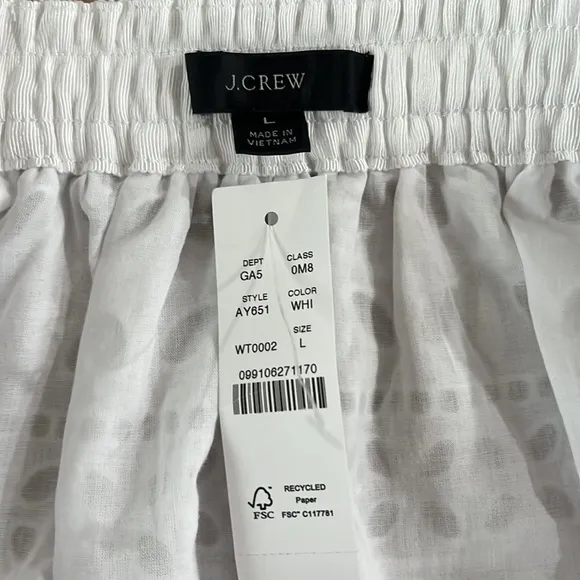 J.CREW
L
MADE IN
VIETNAM
DEPT CLASS
GA5 0M8
STYLE COLOR
AY651 WHI
SIZE
WT0002 L
099106271170
RECYCLED
Paper
FSC FSC® C117781